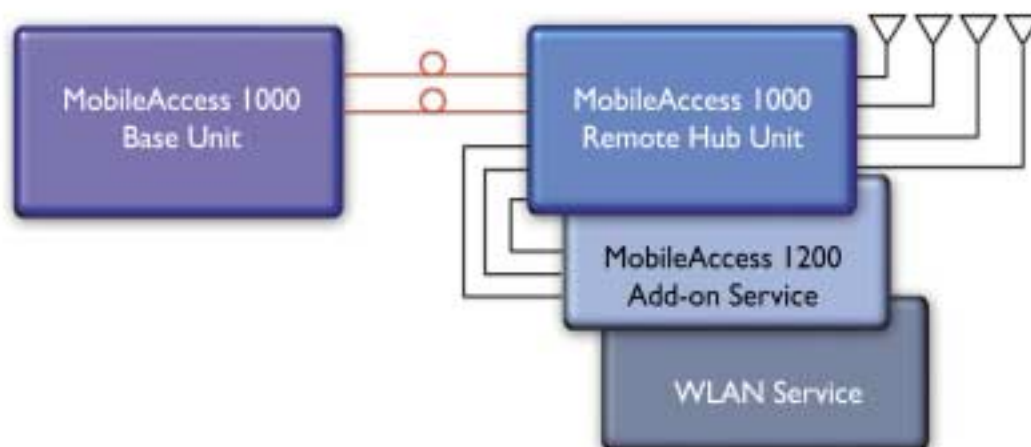 MobileAccess 1000
Base Unit
MobileAccess 1000
Remote Hub Unit
MobileAccess 1200
Add-on Service
WLAN Service